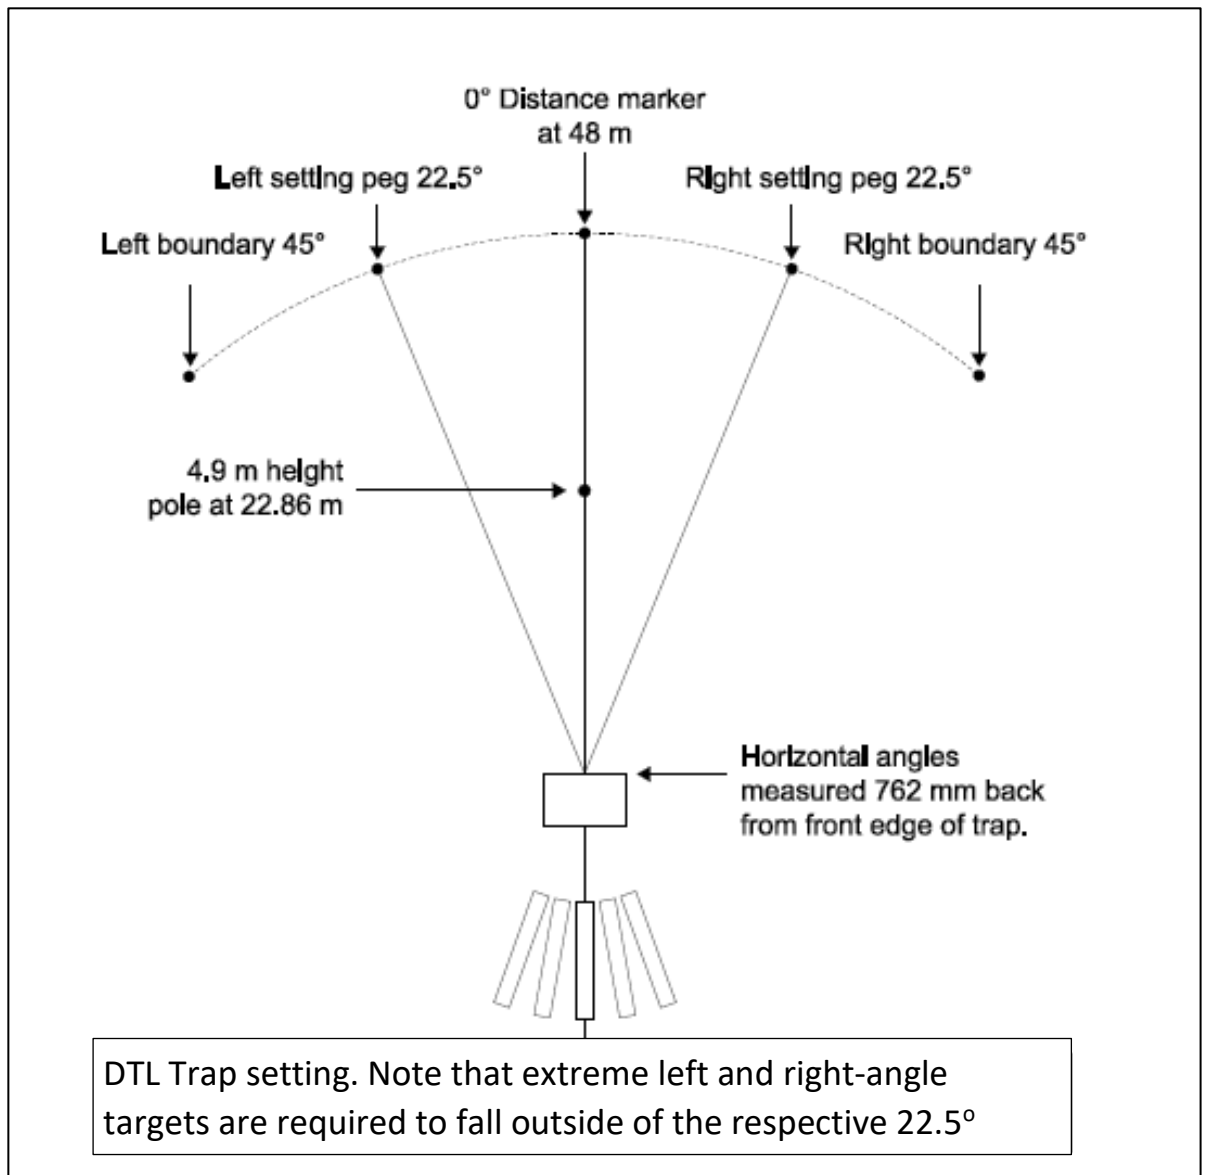 0° Distance marker
at 48 m
Left setting peg 22.5°
Right setting peg 22.5°
Left boundary 45°
Right boundary 45°
4.9 m height
pole at 22.86 m
Horizontal angles
measured 762 mm back
from front edge of trap.
DTL Trap setting. Note that extreme left and right-angle
targets are required to fall outside of the respective 22.5°